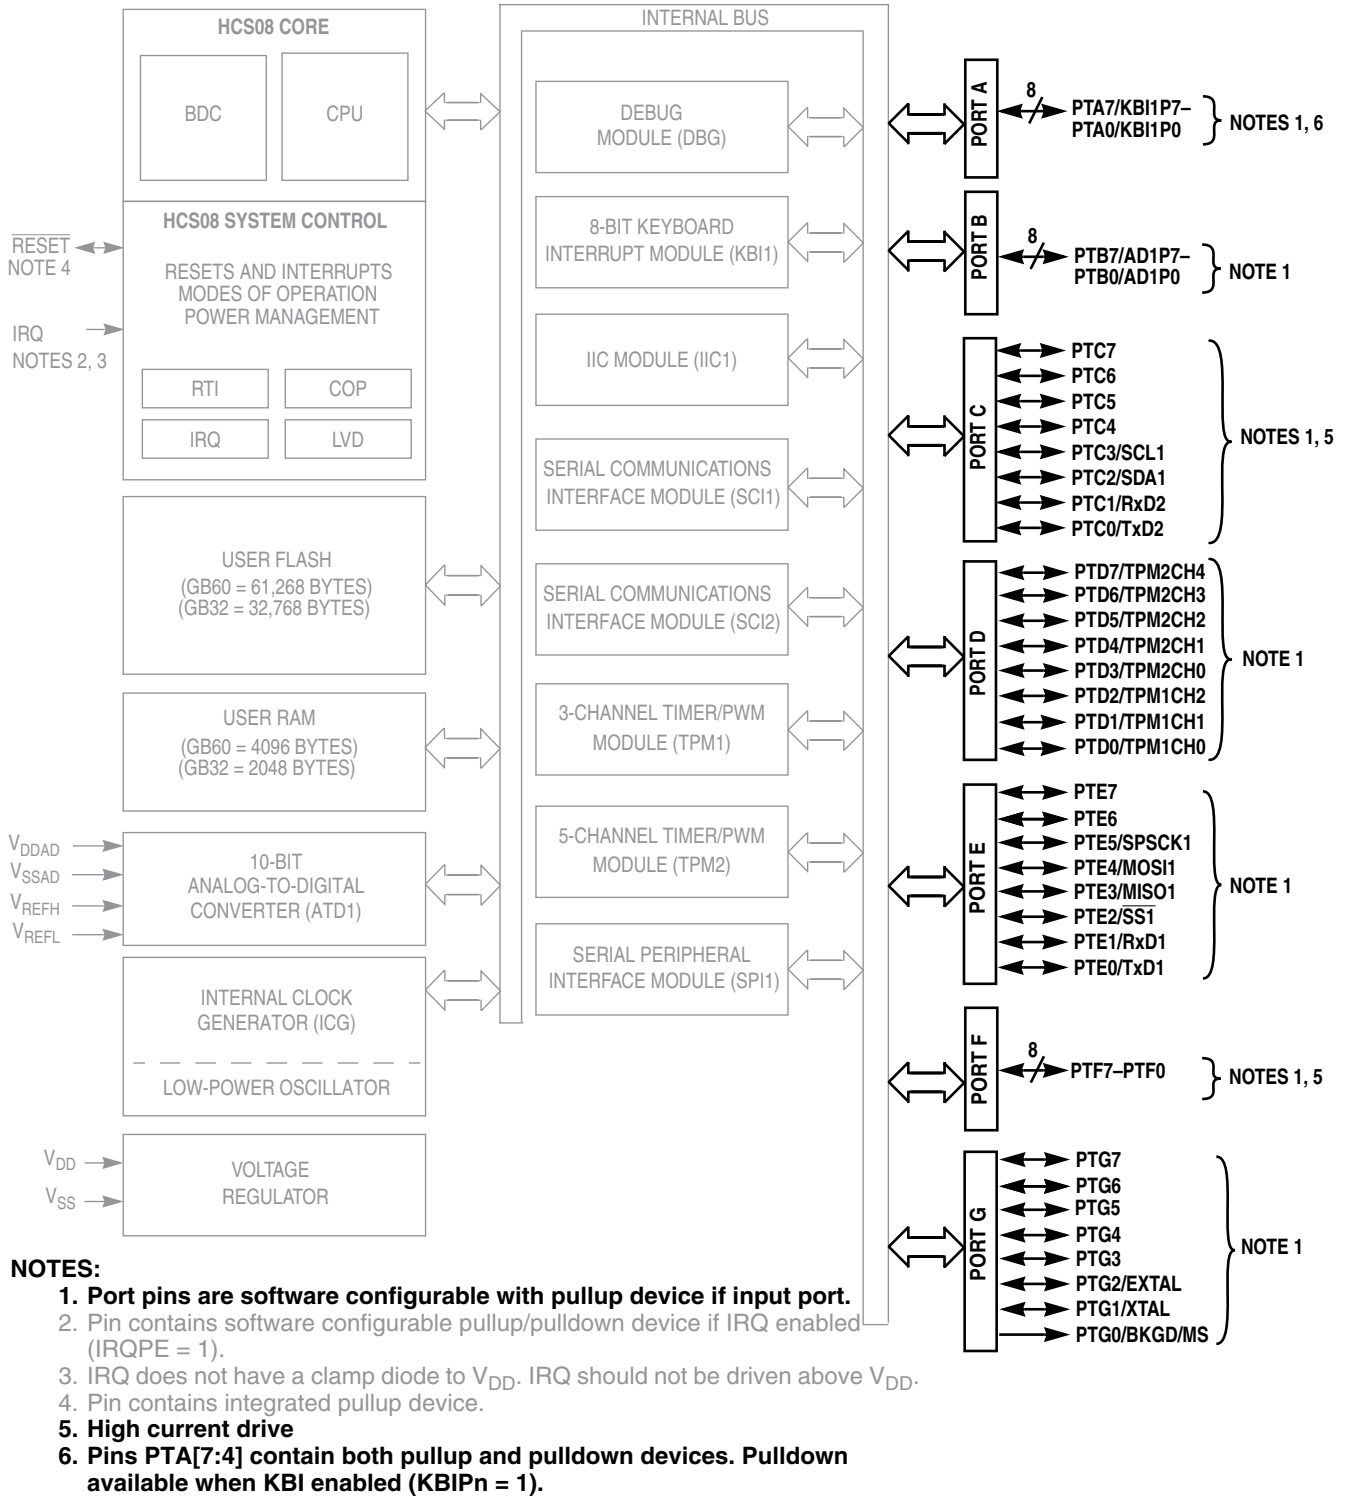 HCS08 CORE
BDC
CPU
HCS08 SYSTEM CONTROL
RESETS AND INTERRUPTS
MODES OF OPERATION
POWER MANAGEMENT
RTI
COP
IRQ
LVD
RESET
NOTE 4
IRQ
NOTES 2, 3
USER FLASH
(GB60 = 61,268 BYTES)
(GB32 = 32,768 BYTES)
USER RAM
(GB60 = 4096 BYTES)
(GB32 = 2048 BYTES)
VDDAD
VSSAD
VREFH
VREFL
10-BIT
ANALOG-TO-DIGITAL
CONVERTER (ATD1)
INTERNAL CLOCK
GENERATOR (ICG)
LOW-POWER OSCILLATOR
VDD
VSS
VOLTAGE
REGULATOR
INTERNAL BUS
DEBUG
MODULE (DBG)
8-BIT KEYBOARD
INTERRUPT MODULE (KBI1)
IIC MODULE (IIC1)
SERIAL COMMUNICATIONS
INTERFACE MODULE (SCI1)
SERIAL COMMUNICATIONS
INTERFACE MODULE (SCI2)
3-CHANNEL TIMER/PWM
MODULE (TPM1)
5-CHANNEL TIMER/PWM
MODULE (TPM2)
SERIAL PERIPHERAL
INTERFACE MODULE (SPI1)
PORT A
8
PTA7/KBI1P7–
PTA0/KBI1P0
NOTES 1, 6
PORT B
8
PTB7/AD1P7–
PTB0/AD1P0
NOTE 1
PORT C
PTC7
PTC6
PTC5
PTC4
PTC3/SCL1
PTC2/SDA1
PTC1/RxD2
PTC0/TxD2
NOTES 1, 5
PORT D
PTD7/TPM2CH4
PTD6/TPM2CH3
PTD5/TPM2CH2
PTD4/TPM2CH1
PTD3/TPM2CH0
PTD2/TPM1CH2
PTD1/TPM1CH1
PTD0/TPM1CH0
NOTE 1
PORT E
PTE7
PTE6
PTE5/SPSCK1
PTE4/MOSI1
PTE3/MISO1
PTE2/SS1
PTE1/RxD1
PTE0/TxD1
NOTE 1
PORT F
8
PTF7–PTF0
NOTES 1, 5
PORT G
PTG7
PTG6
PTG5
PTG4
PTG3
PTG2/EXTAL
PTG1/XTAL
PTG0/BKGD/MS
NOTE 1
NOTES:
1. Port pins are software configurable with pullup device if input port.
2. Pin contains software configurable pullup/pulldown device if IRQ enabled
(IRQPE = 1).
3. IRQ does not have a clamp diode to VDD. IRQ should not be driven above VDD.
4. Pin contains integrated pullup device.
5. High current drive
6. Pins PTA[7:4] contain both pullup and pulldown devices. Pulldown
available when KBI enabled (KBIPn = 1).